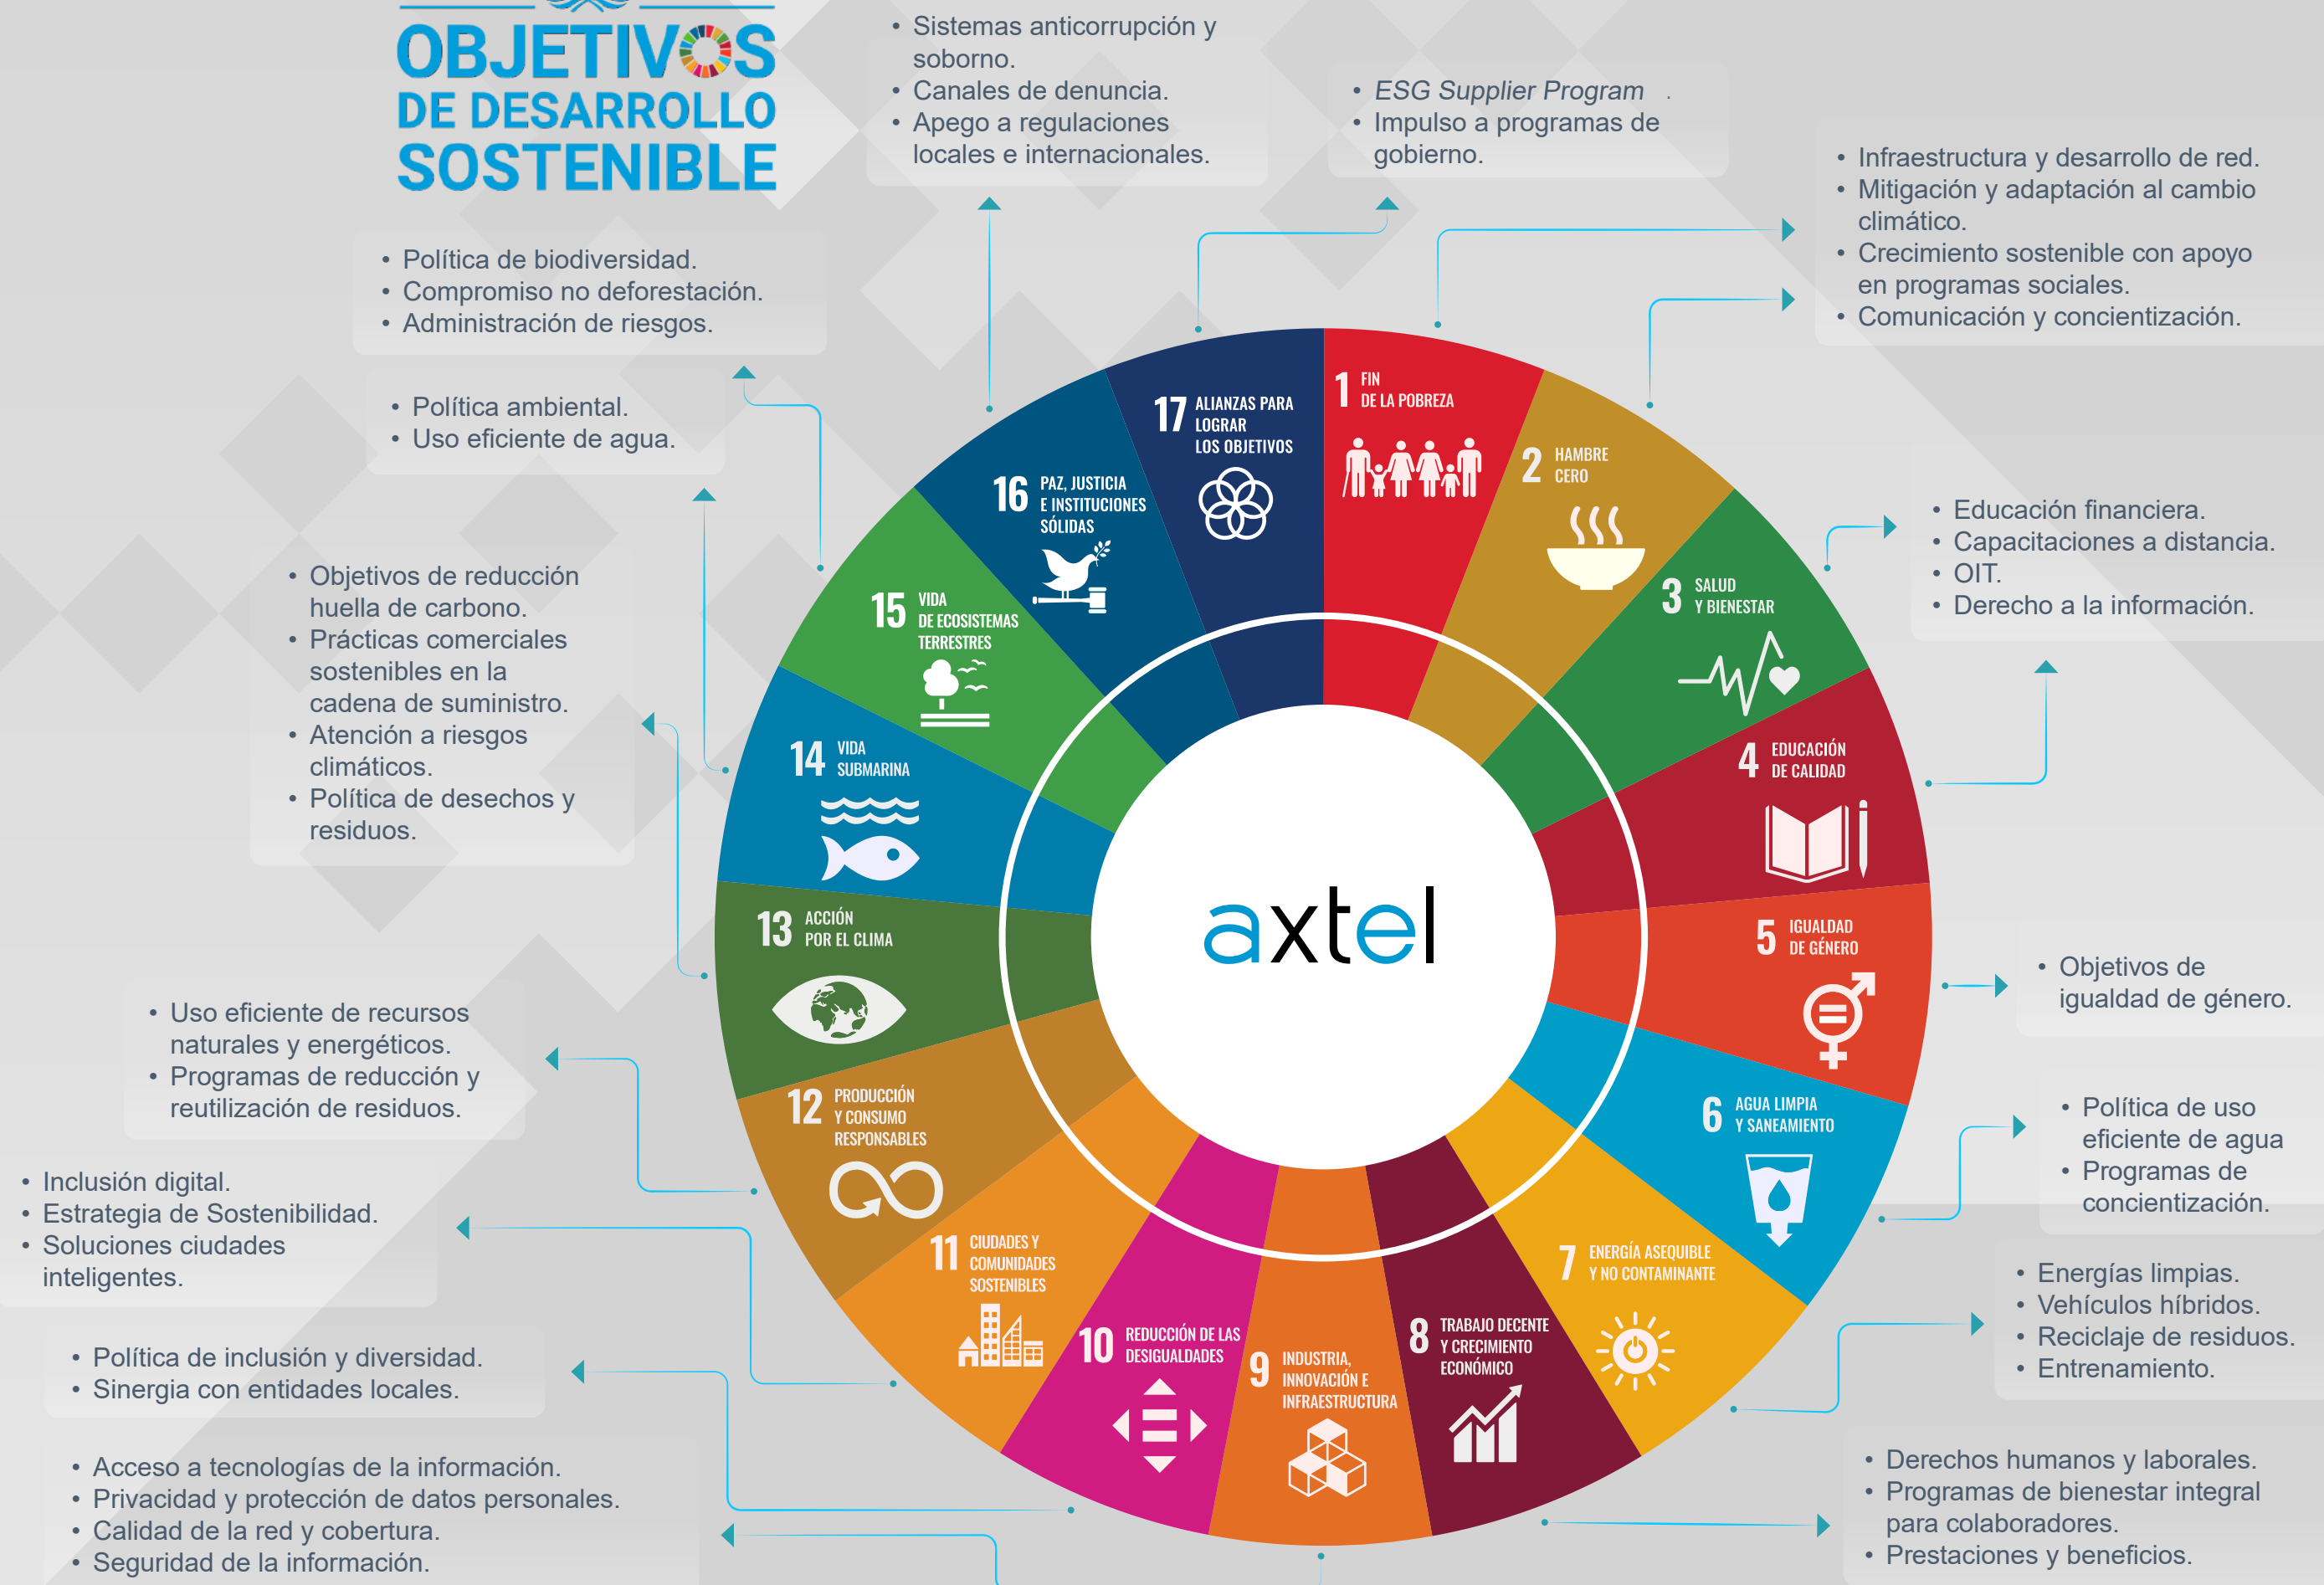 OBJETIVOS
DE DESARROLLO
SOSTENIBLE
• Sistemas anticorrupción y
soborno.
• Canales de denuncia.
• Apego a regulaciones
locales e internacionales.
• ESG Supplier Program .
• Impulso a programas de
gobierno.
• Infraestructura y desarrollo de red.
• Mitigación y adaptación al cambio
climático.
• Crecimiento sostenible con apoyo
en programas sociales.
• Comunicación y concientización.
• Política de biodiversidad.
• Compromiso no deforestación.
• Administración de riesgos.
• Política ambiental.
• Uso eficiente de agua.
• Educación financiera.
• Capacitaciones a distancia.
• OIT.
• Derecho a la información.
• Objetivos de reducción
huella de carbono.
• Prácticas comerciales
sostenibles en la
cadena de suministro.
• Atención a riesgos
climáticos.
• Política de desechos y
residuos.
• Objetivos de
igualdad de género.
• Uso eficiente de recursos
naturales y energéticos.
• Programas de reducción y
reutilización de residuos.
• Política de uso
eficiente de agua
• Programas de
concientización.
• Inclusión digital.
• Estrategia de Sostenibilidad.
• Soluciones ciudades
inteligentes.
• Energías limpias.
• Vehículos híbridos.
• Reciclaje de residuos.
• Entrenamiento.
• Política de inclusión y diversidad.
• Sinergia con entidades locales.
• Acceso a tecnologías de la información.
• Privacidad y protección de datos personales.
• Calidad de la red y cobertura.
• Seguridad de la información.
• Derechos humanos y laborales.
• Programas de bienestar integral
para colaboradores.
• Prestaciones y beneficios.
1 FIN
DE LA POBREZA
2 HAMBRE
CERO
3 SALUD
Y BIENESTAR
4 EDUCACIÓN
DE CALIDAD
5 IGUALDAD
DE GÉNERO
6 AGUA LIMPIA
Y SANEAMIENTO
7 ENERGÍA ASEQUIBLE
Y NO CONTAMINANTE
8 TRABAJO DECENTE
Y CRECIMIENTO
ECONÓMICO
9 INDUSTRIA,
INNOVACIÓN E
INFRAESTRUCTURA
10 REDUCCIÓN DE LAS
DESIGUALDADES
11 CIUDADES Y
COMUNIDADES
SOSTENIBLES
12 PRODUCCIÓN
Y CONSUMO
RESPONSABLES
13 ACCIÓN
POR EL CLIMA
14 VIDA
SUBMARINA
15 VIDA
DE ECOSISTEMAS
TERRESTRES
16 PAZ, JUSTICIA
E INSTITUCIONES
SÓLIDAS
17 ALIANZAS PARA
LOGRAR
LOS OBJETIVOS
axtel